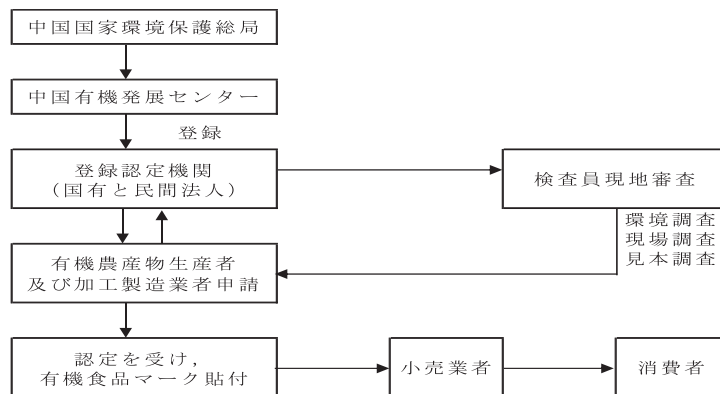 中国国家環境保護総局
中国有機発展センター
登録
登録認定機関
（国有と民間法人）
検査員現地審査
環境調査
現場調査
見本調査
有機農産物生産者
及び加工製造業者申請
認定を受け，
有機食品マーク貼付
小売業者
消費者